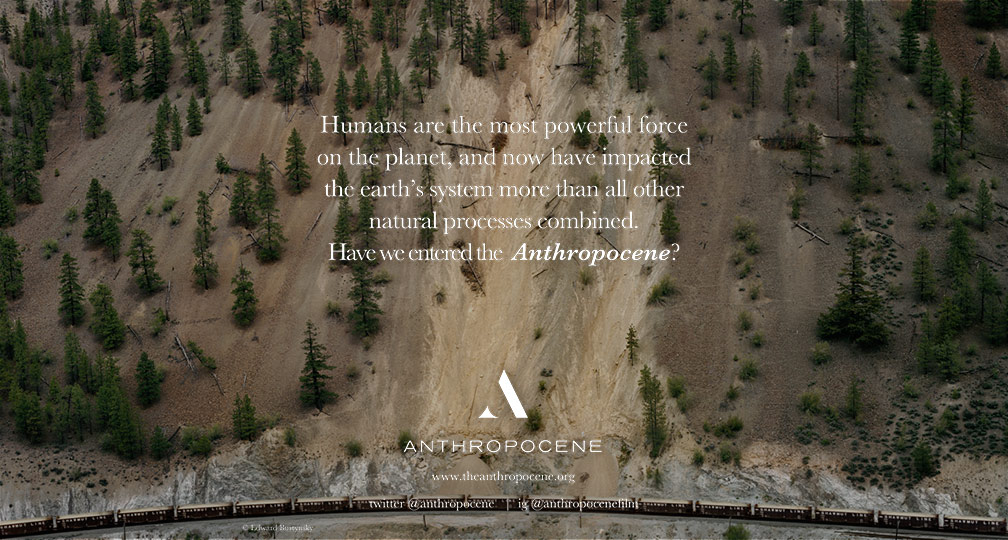 Humans are the most powerful force
on the planet, and now have impacted
the earth's system more than all other
natural processes combined.
Have we entered the Anthropocene?
ANTHROPOCENE
www.theanthropocene.org
twitter @anthropocene | ig @anthropocenefilm
© Edward Burtynsky